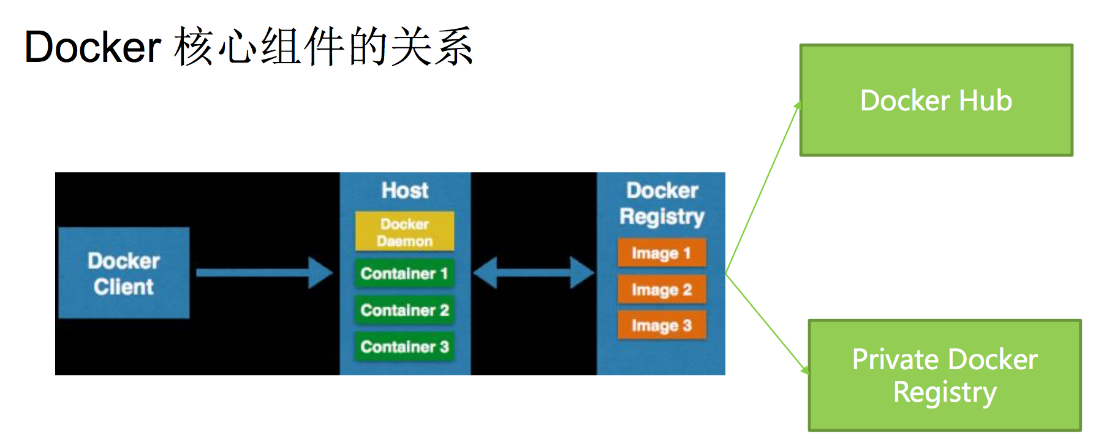 Docker 核心组件的关系
Docker
Client
Host
Docker
Daemon
Container 1
Container 2
Container 3
Docker
Registry
Image 1
Image 2
Image 3
Docker Hub
Private Docker
Registry